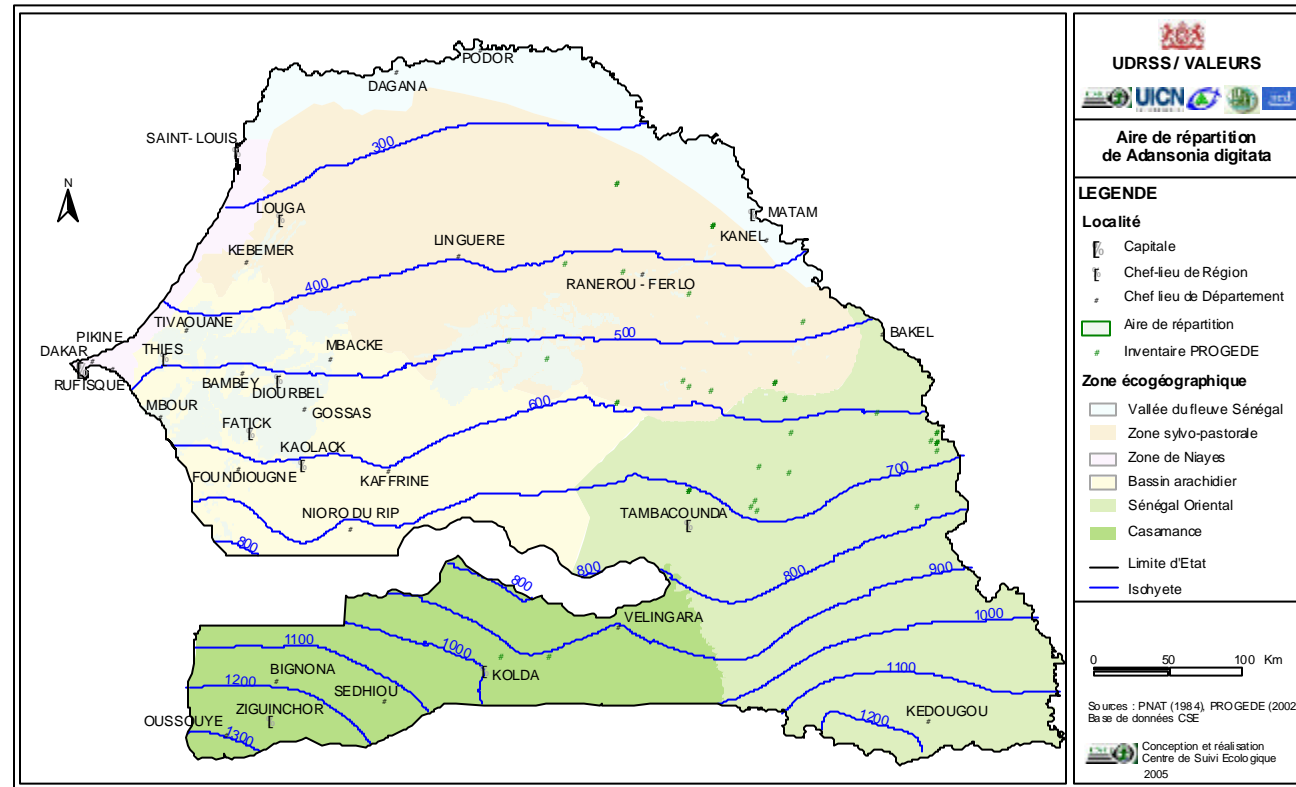 PODOR
DAGANA
SAINT-LOUIS
300
N
LOUGA
MATAM
KANEL
LINGUERE
KEBEMER
400
RANEROU - FERLO
TIVAOUANE
500
BAKEL
PIKINE
DAKAR
THIES
MBACKE
RUFISQUE
BAMBEY
DIOURBEL
MBOUR
GOSSAS
600
FATICK
KAOLACK
FOUNDIOUGNE
KAFFRINE
700
NIORO DU RIP
TAMBACOUNDA
800
800
800
800
900
VELINGARA
1000
1100
1000
1100
BIGNONA
KOLDA
1200
SEDHIOU
ZIGUINCHOR
KEDOUGOU
OUSSOUYE
1200
1300
UDRSS / VALEURS
UICN
Aire de répartition
de Adansonia digitata
LEGENDE
Localité
Capitale
Chef-lieu de Région
Chef lieu de Département
Aire de répartition
Inventaire PROGEDE
Zone écogéographique
Vallée du fleuve Sénégal
Zone sylvo-pastorale
Zone de Niayes
Bassin arachidier
Sénégal Oriental
Casamance
Limite d'Etat
Isohyete
0 50 100 Km
Sources : PNAT (1984), PROGEDE (2002
Base de données CSE
Conception et réalisation
Centre de Suivi Ecologique
2005